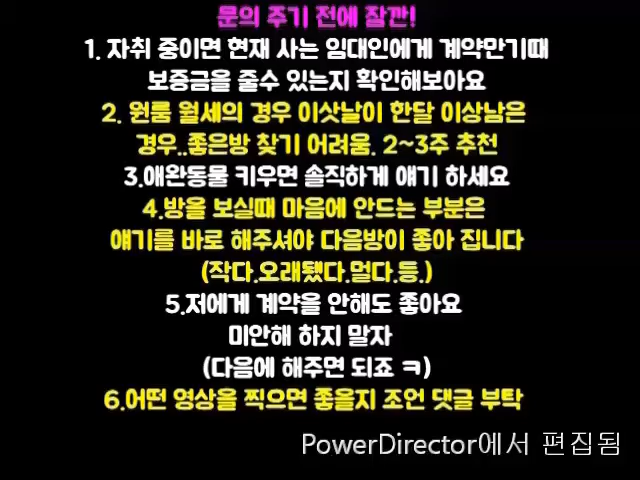 문의 주기 전에 잠깐!
1. 자취 중이면 현재 사는 임대인에게 계약만기때
보증금을 줄수 있는지 확인해보아요
2. 원룸 월세의 경우 이삿날이 한달 이상남은
경우..좋은방 찾기 어려움. 2~3주 추천
3.애완동물 키우면 솔직하게 얘기 하세요
4.방을 보실때 마음에 안드는 부분은
얘기를 바로 해주셔야 다음방이 좋아 집니다
(작다.오래됐다.멀다.등.)
5.저에게 계약을 안해도 좋아요
미안해 하지 말자
(다음에 해주면 되죠 ㅋ)
6.어떤 영상을 찍으면 좋을지 조언 댓글 부탁
PowerDirector에서 편집됨